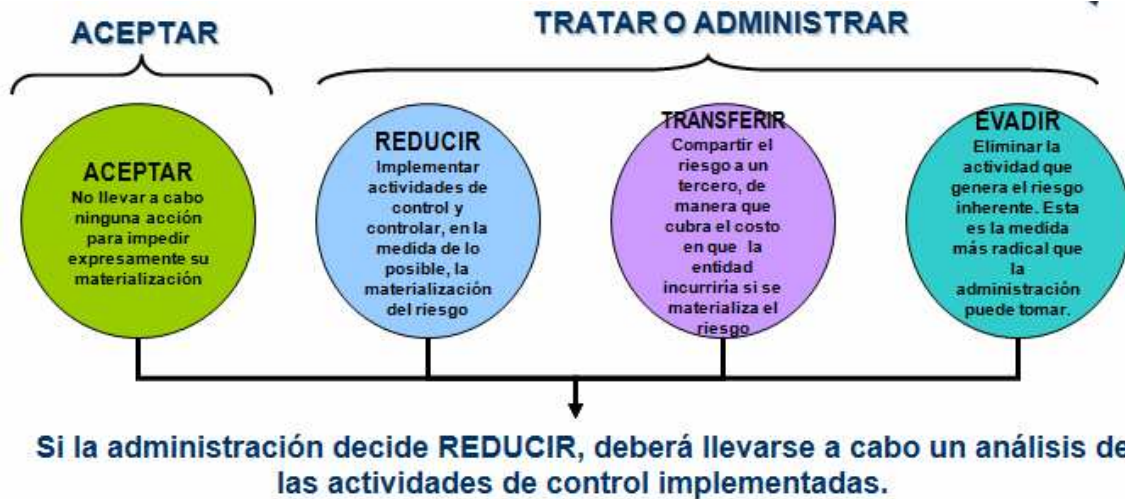 ACEPTAR
TRATAR O ADMINISTRAR
ACEPTAR
No llevar a cabo
ninguna acción
para impedir
expresamente su
materialización
REDUCIR
Implementar
actividades de
control y
controlar, en la
medida de lo
posible, la
materialización
del riesgo
TRANSFERIR
Compartir el
riesgo a un
tercero, de
manera que
cubra el costo
en que la
entidad
incurriría si se
materializa el
riesgo
EVADIR
Eliminar la
actividad que
genera el riesgo
inherente. Esta
es la medida
más radical que
la
administración
puede tomar.
Si la administración decide REDUCIR, deberá llevarse a cabo un análisis de
las actividades de control implementadas.